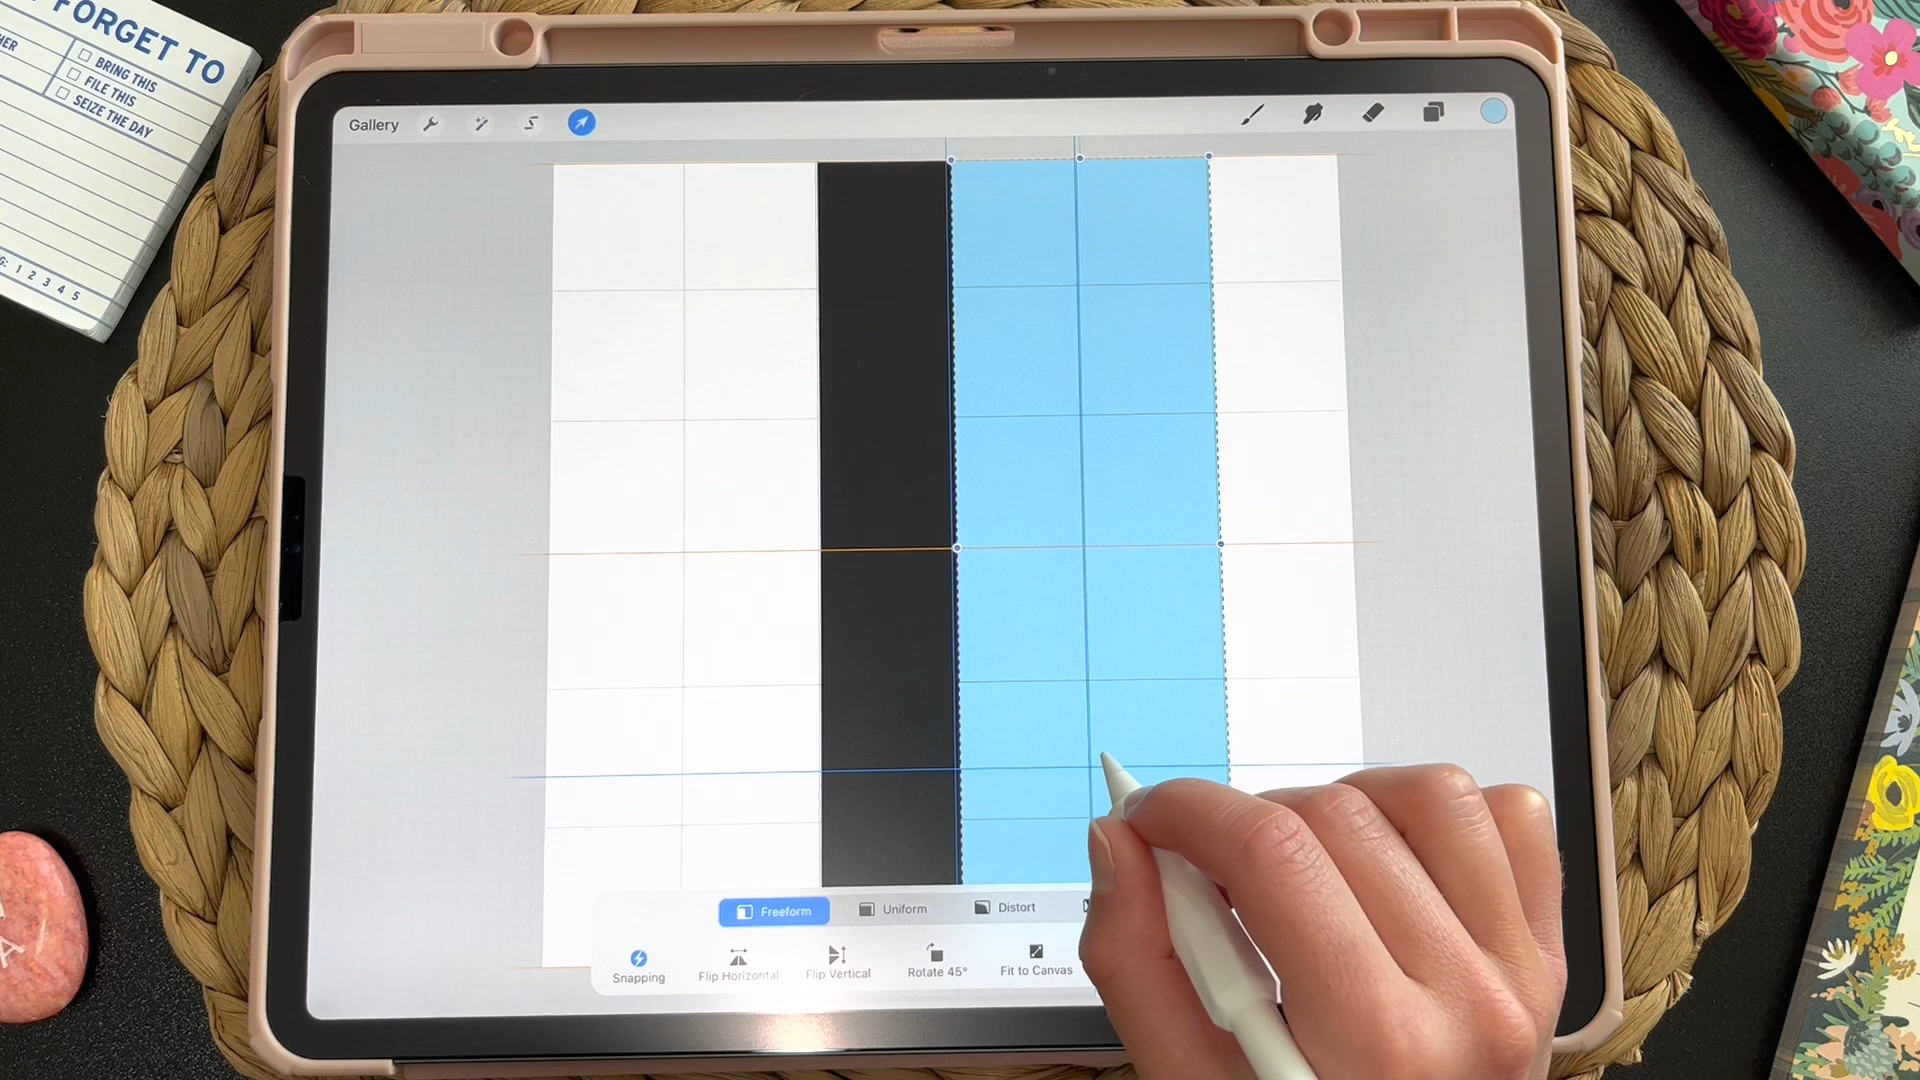 FORGET TO
HER
BRING THIS
FILE THIS
SEIZE THE DAY
G: 1 2 3 4 5
Gallery
A
Freeform
Uniform
Distort
Snapping
Flip Horizontal
Flip Vertical
Rotate 45°
Fit to Canvas